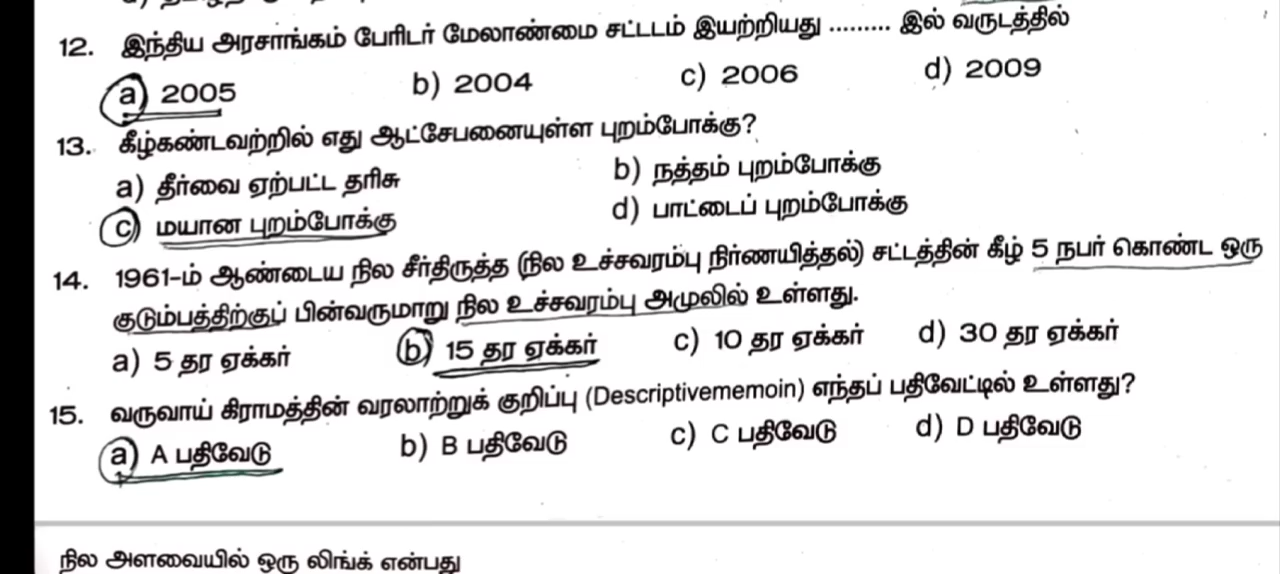 12. இந்திய அரசாங்கம் பேரிடர் மேலாண்மை சட்டம் இயற்றியது ......... இல் வருடத்தில்
a) 2005 b) 2004 c) 2006 d) 2009
13. கீழ்கண்டவற்றில் எது ஆட்சேபனையுள்ள புறம்போக்கு?
a) தீர்வை ஏற்பட்ட தரிசு b) நத்தம் புறம்போக்கு
c) மயான புறம்போக்கு d) பாட்டைப் புறம்போக்கு
14. 1961-ம் ஆண்டைய நில சீர்திருத்த (நில உச்சவரம்பு நிர்ணயித்தல்) சட்டத்தின் கீழ் 5 நபர் கொண்ட ஒரு
குடும்பத்திற்குப் பின்வருமாறு நில உச்சவரம்பு அமுலில் உள்ளது.
a) 5 தர ஏக்கர் b) 15 தர ஏக்கர் c) 10 தர ஏக்கர் d) 30 தர ஏக்கர்
15. வருவாய் கிராமத்தின் வரலாற்றுக் குறிப்பு (Descriptivememoin) எந்தப் பதிவேட்டில் உள்ளது?
a) A பதிவேடு b) B பதிவேடு c) C பதிவேடு d) D பதிவேடு
நில அளவையில் ஒரு லிங்க் என்பது